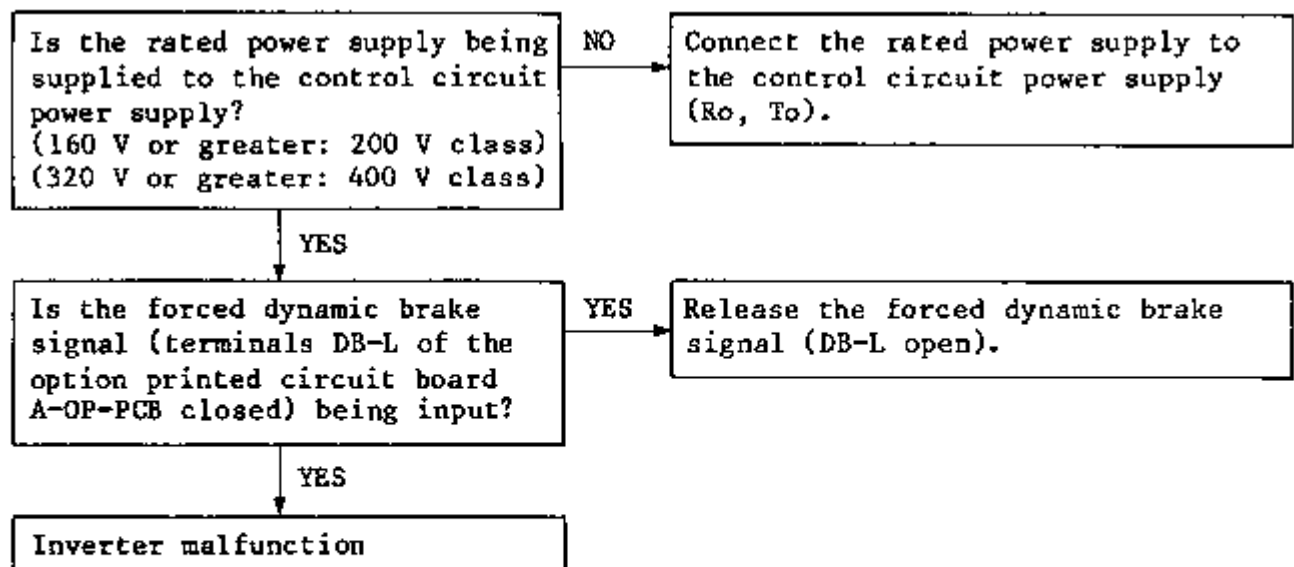 Is the rated power supply being
supplied to the control circuit
power supply?
(160 V or greater: 200 V class)
(320 V or greater: 400 V class)
NO
Connect the rated power supply to
the control circuit power supply
(Ro, To).
YES
Is the forced dynamic brake
signal (terminals DB-L of the
option printed circuit board
A-OP-PCB closed) being input?
YES
Release the forced dynamic brake
signal (DB-L open).
YES
Inverter malfunction